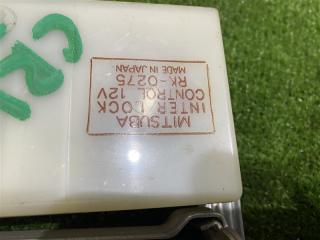 MITSUBA
INTER LOCK
CONTROL 12V
RK-0275
MADE IN JAPAN